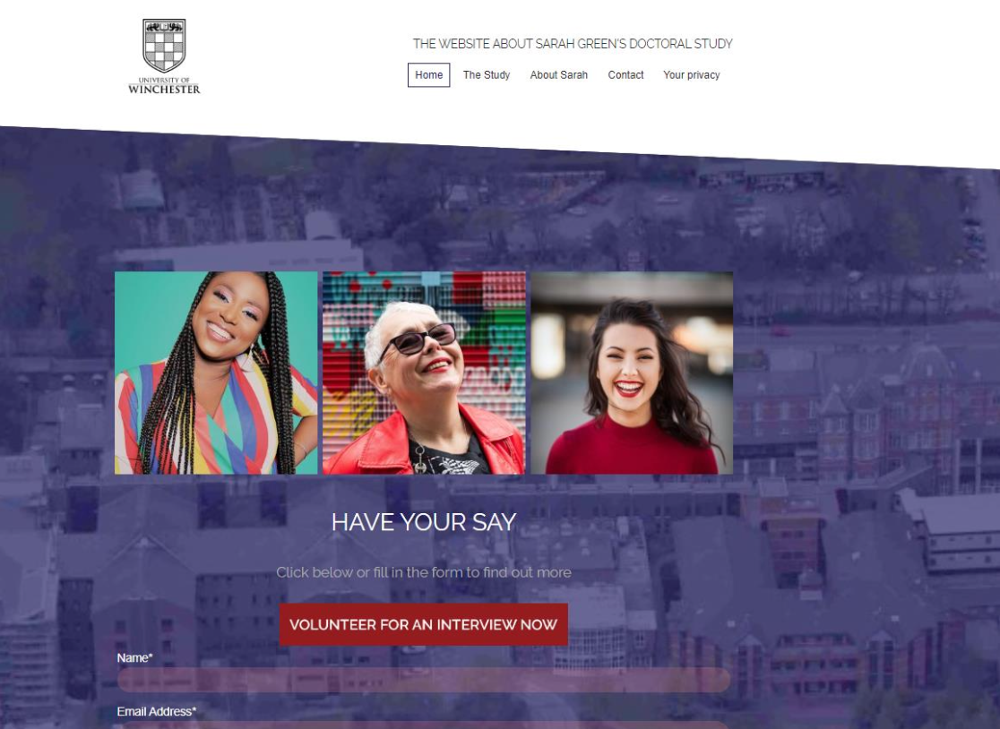 UNIVERSITY OF
WINCHESTER
THE WEBSITE ABOUT SARAH GREEN'S DOCTORAL STUDY
Home The Study About Sarah Contact Your privacy
HAVE YOUR SAY
Click below or fill in the form to find out more
VOLUNTEER FOR AN INTERVIEW NOW
Name*
Email Address*